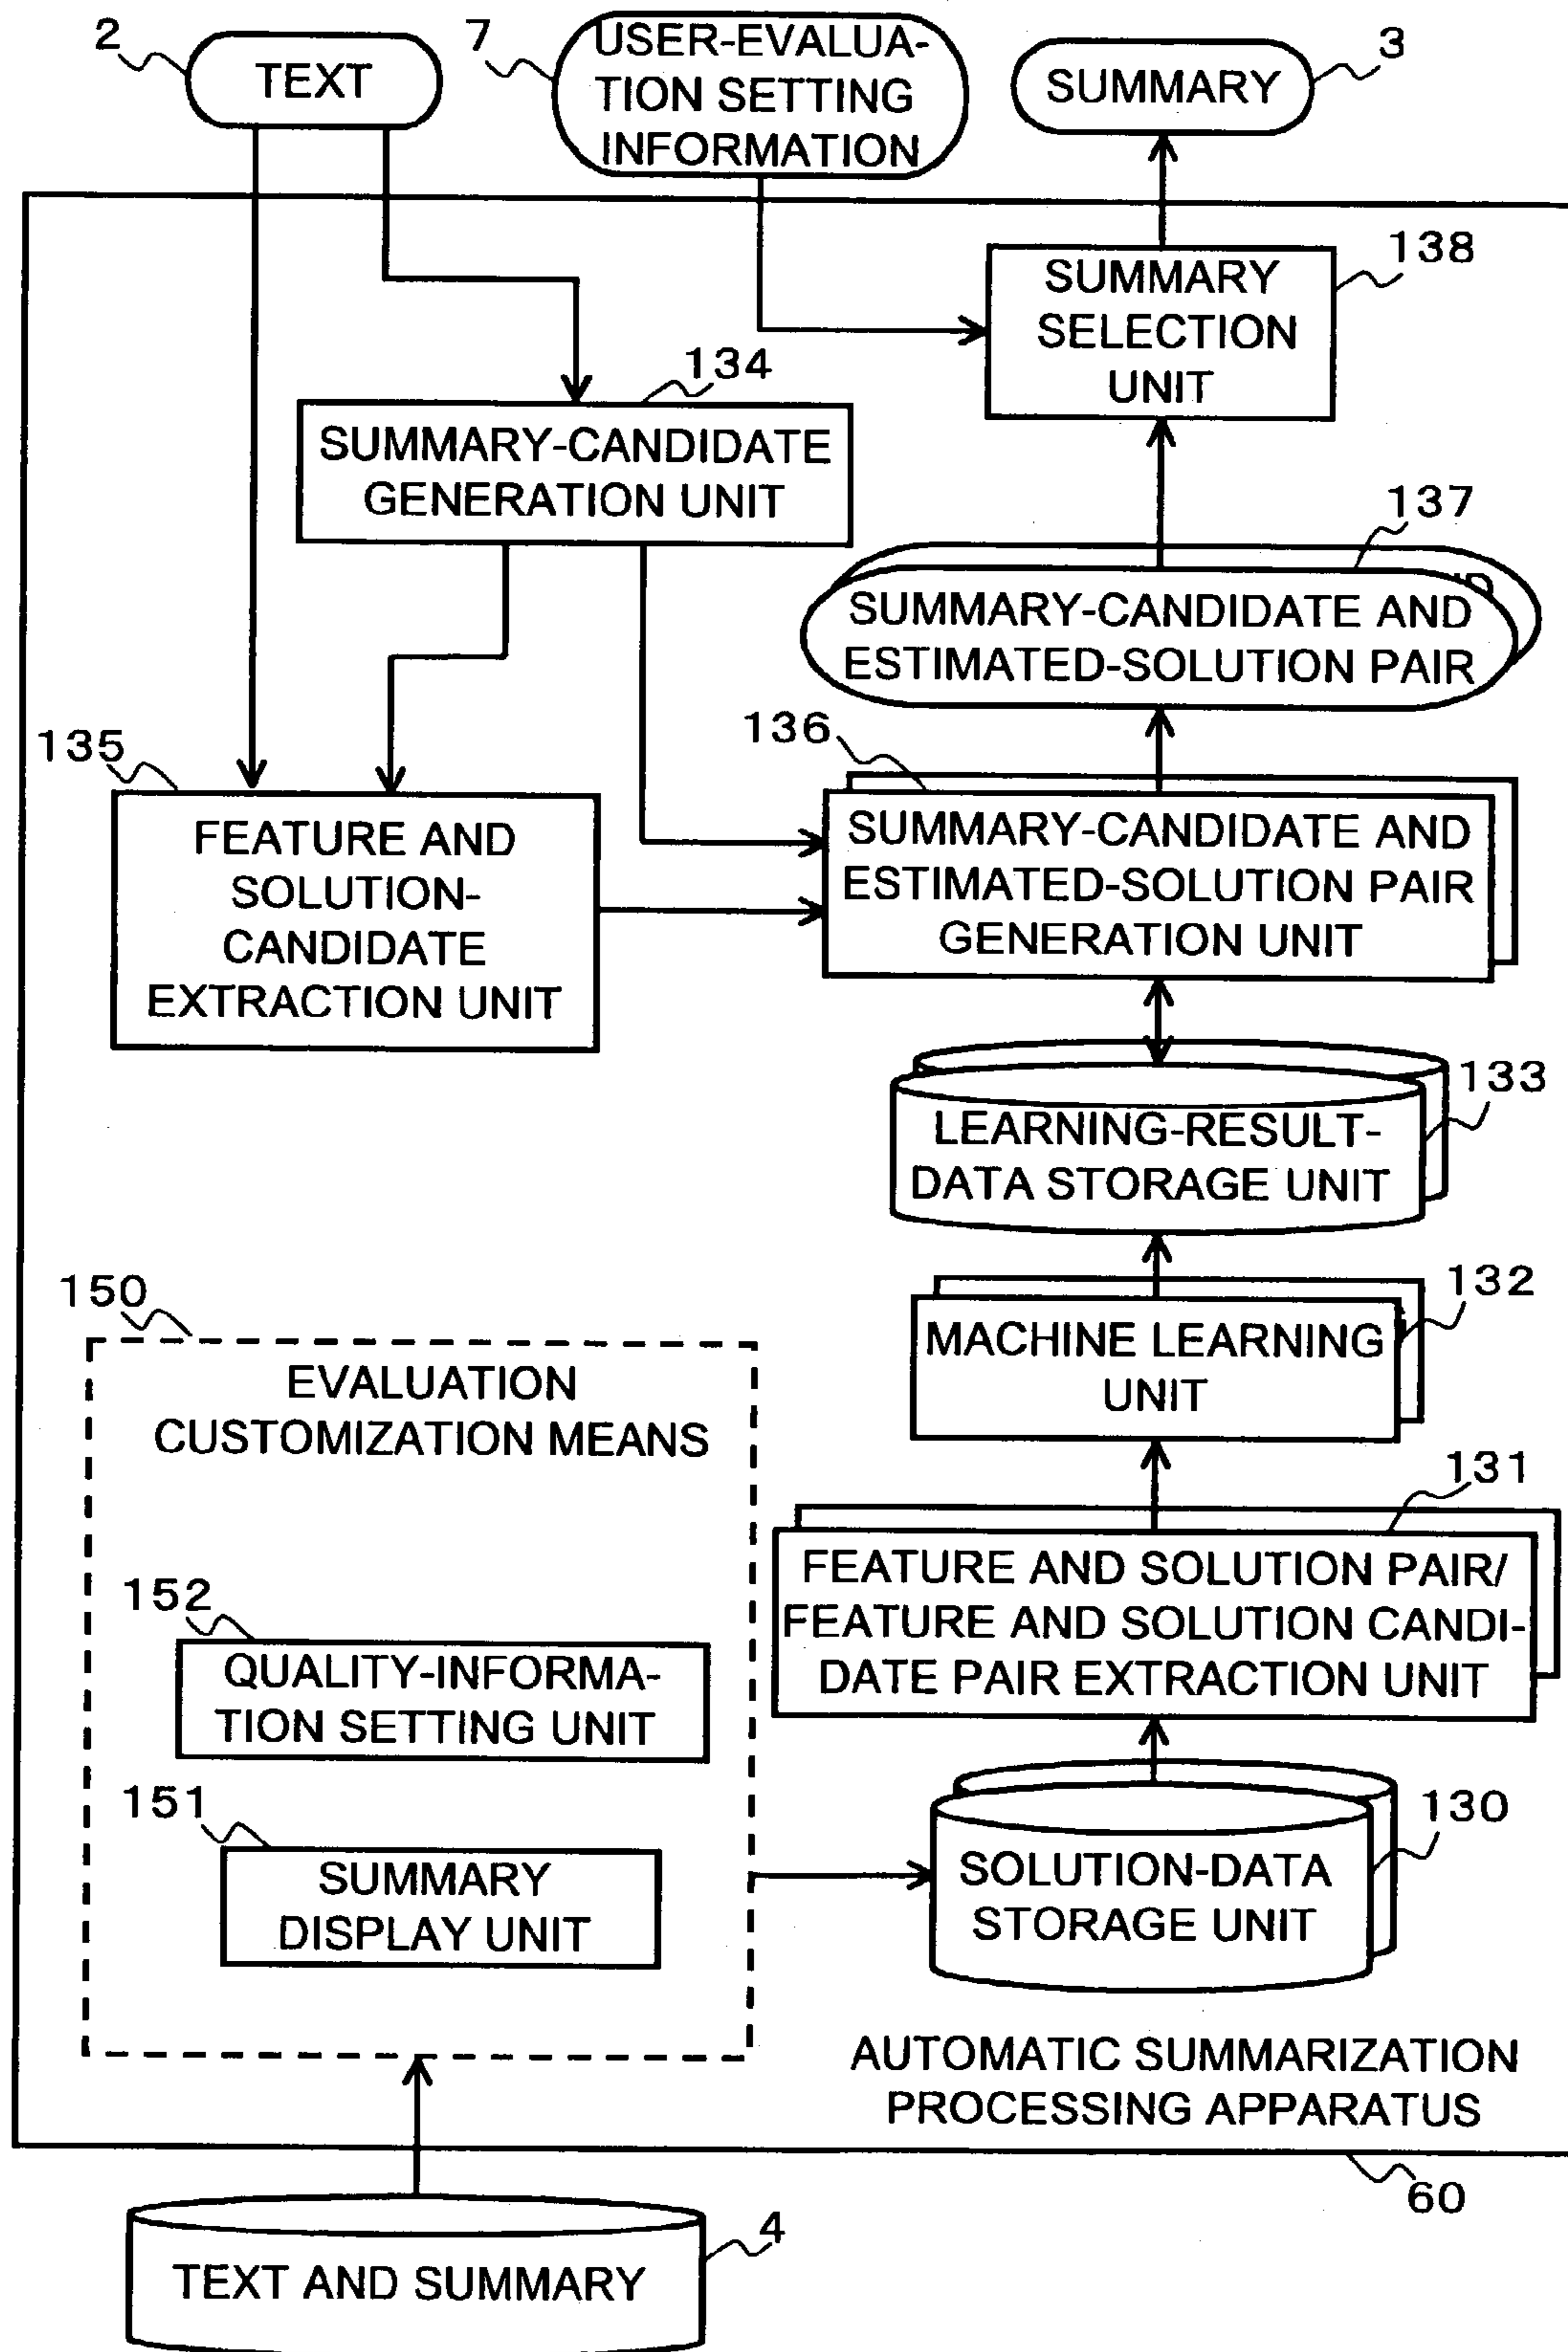 2
TEXT
7
USER-EVALUA-
TION SETTING
INFORMATION
3
SUMMARY
138
SUMMARY
SELECTION
UNIT
134
SUMMARY-CANDIDATE
GENERATION UNIT
137
SUMMARY-CANDIDATE AND
ESTIMATED-SOLUTION PAIR
135
FEATURE AND
SOLUTION-
CANDIDATE
EXTRACTION UNIT
136
SUMMARY-CANDIDATE AND
ESTIMATED-SOLUTION PAIR
GENERATION UNIT
133
LEARNING-RESULT-
DATA STORAGE UNIT
132
MACHINE LEARNING
UNIT
150
EVALUATION
CUSTOMIZATION MEANS
131
FEATURE AND SOLUTION PAIR/
FEATURE AND SOLUTION CANDI-
DATE PAIR EXTRACTION UNIT
152
QUALITY-INFORMA-
TION SETTING UNIT
151
SUMMARY
DISPLAY UNIT
130
SOLUTION-DATA
STORAGE UNIT
AUTOMATIC SUMMARIZATION
PROCESSING APPARATUS
60
4
TEXT AND SUMMARY